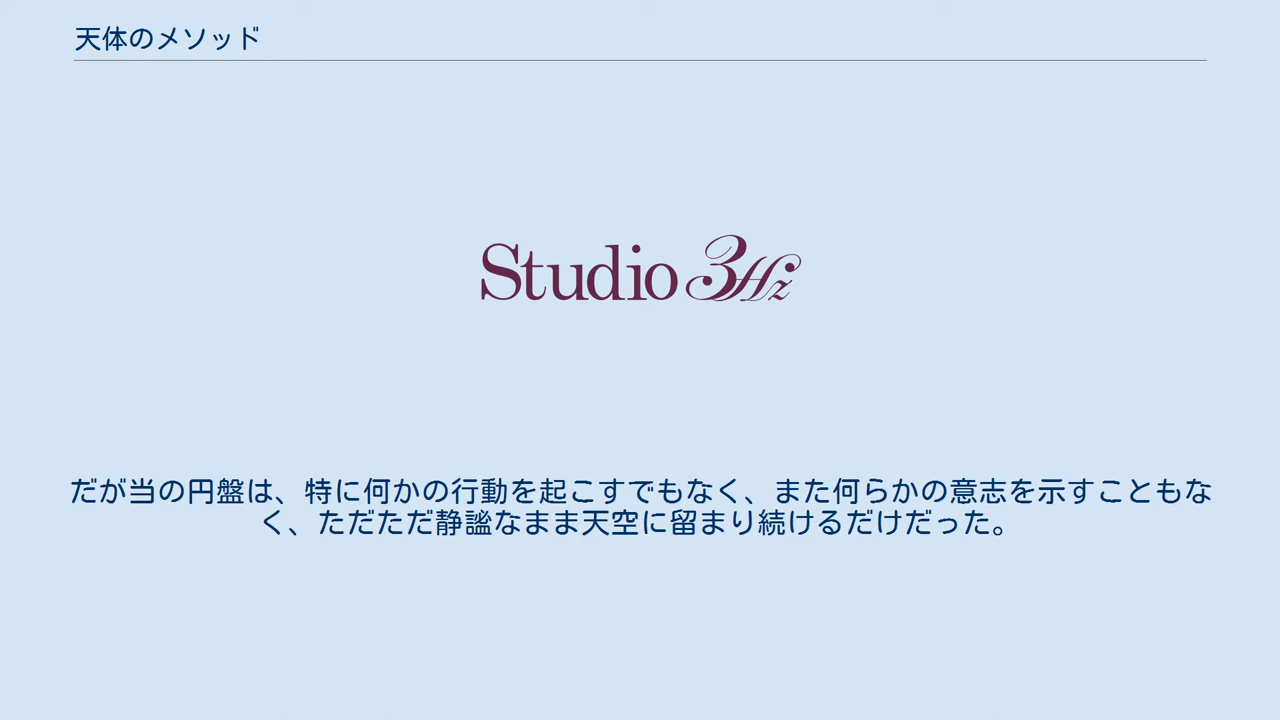 天体のメソッド
Studio 3Hz
だが当の円盤は、特に何かの行動を起こすでもなく、また何らかの意志を示すこともな
く、ただただ静謐なまま天空に留まり続けるだけだった。